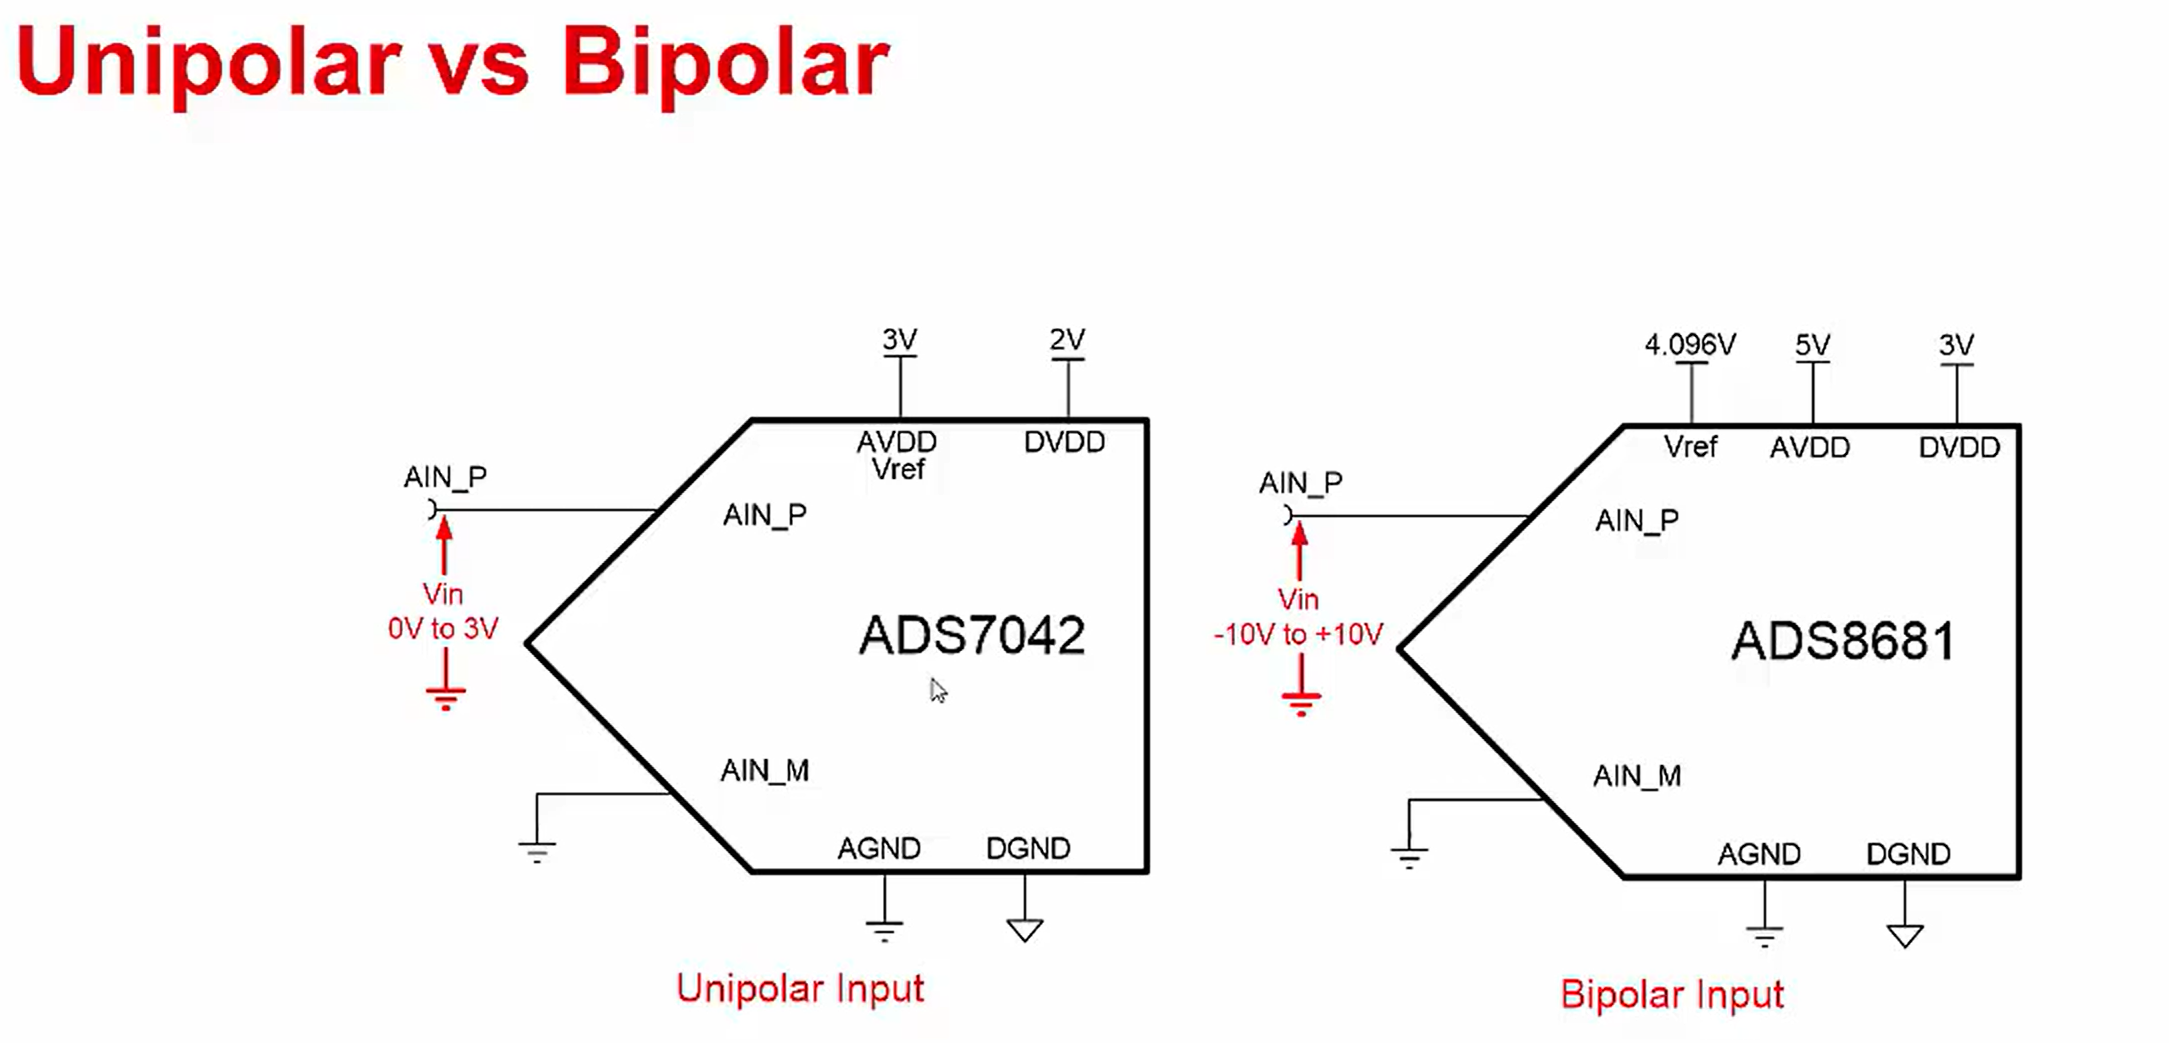 Unipolar vs Bipolar
3V
2V
AVDD
Vref
DVDD
AIN_P
AIN_P
Vin
0V to 3V
ADS7042
AIN_M
AGND
DGND
Unipolar Input
4.096V
5V
3V
Vref
AVDD
DVDD
AIN_P
AIN_P
Vin
-10V to +10V
ADS8681
AIN_M
AGND
DGND
Bipolar Input